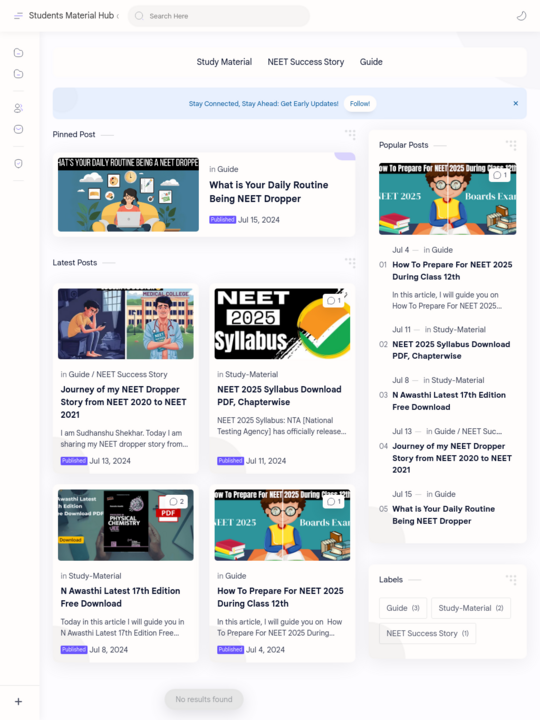 Students Material Hub
Search Here
Study Material NEET Success Story Guide
Stay Connected, Stay Ahead: Get Early Updates! Follow!
Pinned Post
HAT'S YOUR DAILY ROUTINE BEING A NEET DROPPE
in Guide
What is Your Daily Routine
Being NEET Dropper
Published Jul 15, 2024
Latest Posts
MEDICAL COLLEGE
in Guide / NEET Success Story
Journey of my NEET Dropper
Story from NEET 2020 to NEET
2021
I am Sudhanshu Shekhar. Today I am
sharing my NEET dropper story from...
Published Jul 13, 2024
NEET
2025
Syllabus
1
in Study-Material
NEET 2025 Syllabus Download
PDF, Chapterwise
NEET 2025 Syllabus: NTA [National
Testing Agency] has officially release...
Published Jul 11, 2024
Awasthi Latest
h Edition
e Download PDF
Download
PHYSICAL
CHEMISTRY
PDF
2
in Study-Material
N Awasthi Latest 17th Edition
Free Download
Today in this article I will guide you in
N Awasthi Latest 17th Edition Free...
Published Jul 8, 2024
ow To Prepare For NEET 2025 During Class 12th
1
EET 2025
Boards Exan
in Guide
How To Prepare For NEET 2025
During Class 12th
In this article, I will guide you on How
To Prepare For NEET 2025 During...
Published Jul 4, 2024
No results found
Popular Posts
ow To Prepare For NEET 2025 During Class 12th
1
EET 2025
Boards Exan
Jul 4 — in Guide
01 How To Prepare For NEET 2025
During Class 12th
In this article, I will guide you on
How To Prepare For NEET 2025...
Jul 11 — in Study-Material
02 NEET 2025 Syllabus Download
PDF, Chapterwise
Jul 8 — in Study-Material
03 N Awasthi Latest 17th Edition
Free Download
Jul 13 — in Guide / NEET Suc...
04 Journey of my NEET Dropper
Story from NEET 2020 to NEET
2021
Jul 15 — in Guide
05 What is Your Daily Routine
Being NEET Dropper
Labels
Guide (3) Study-Material (2)
NEET Success Story (1)